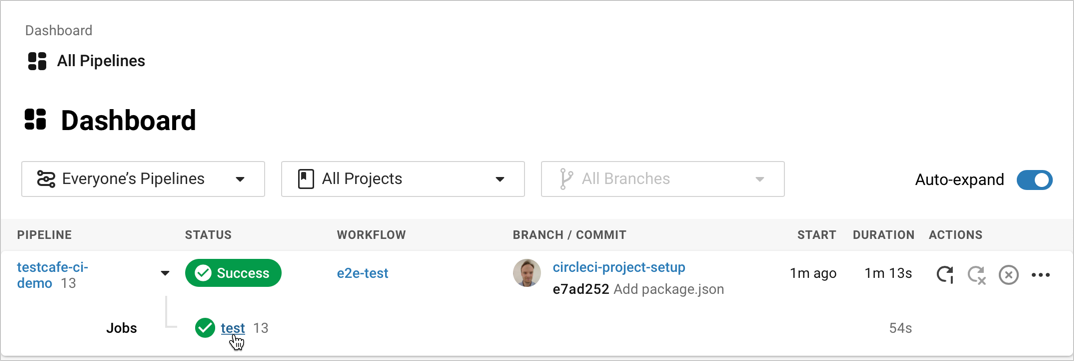 Dashboard
All Pipelines
Dashboard
Everyone’s Pipelines All Projects All Branches Auto-expand
PIPELINE STATUS WORKFLOW BRANCH / COMMIT START DURATION ACTIONS
testcafe-ci-
demo 13
Success e2e-test
circleci-project-setup
e7ad252 Add package.json
1m ago 1m 13s
Jobs test 13 54s